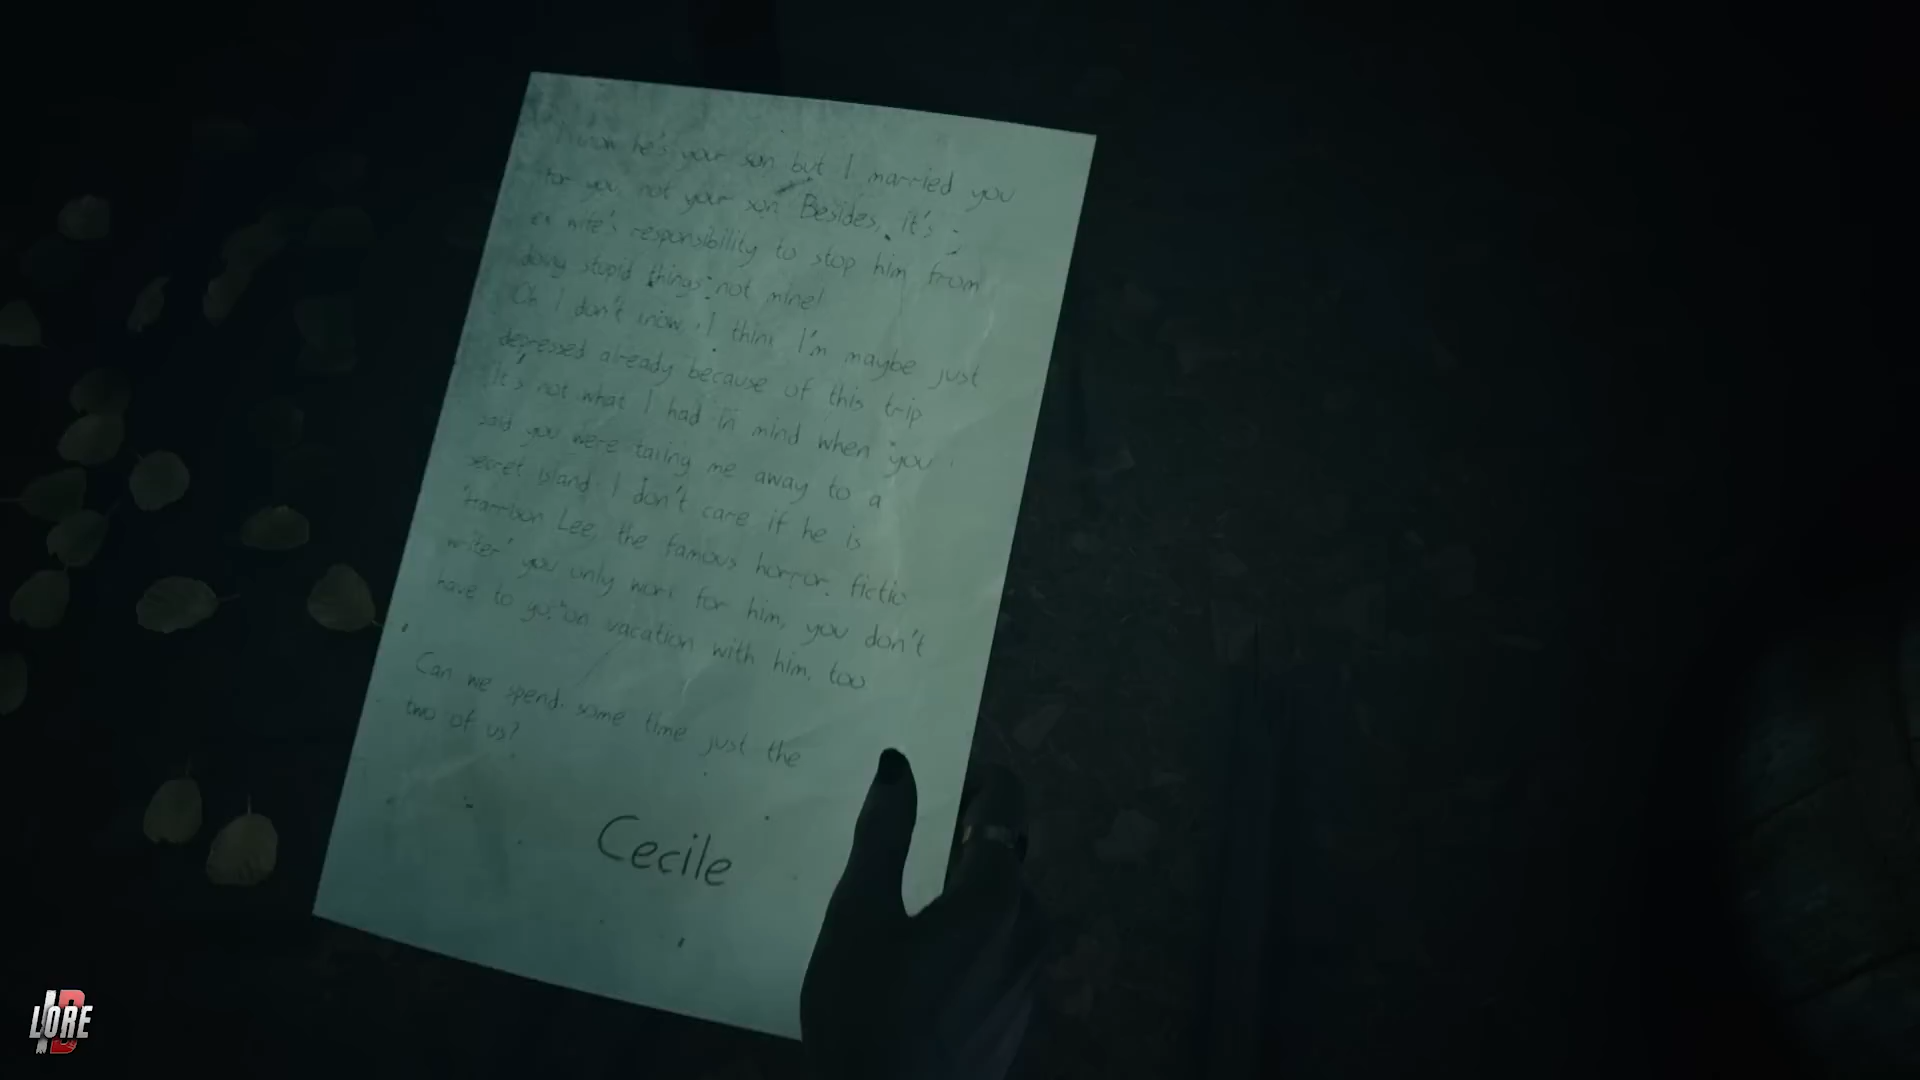 know he's your son but I married you
for you, not your son. Besides, it's
ex wife's responsibility to stop him from
doing stupid things not mine!
Oh I don't know, I think I'm maybe just
depressed already because of this trip
It's not what I had in mind when you
said you were taking me away to a
secret island. I don't care if he is
'Harrison Lee, the famous horror fictio
writer' you only work for him, you don't
have to go on vacation with him, too
Can we spend some time just the
two of us?
Cecile
LORE